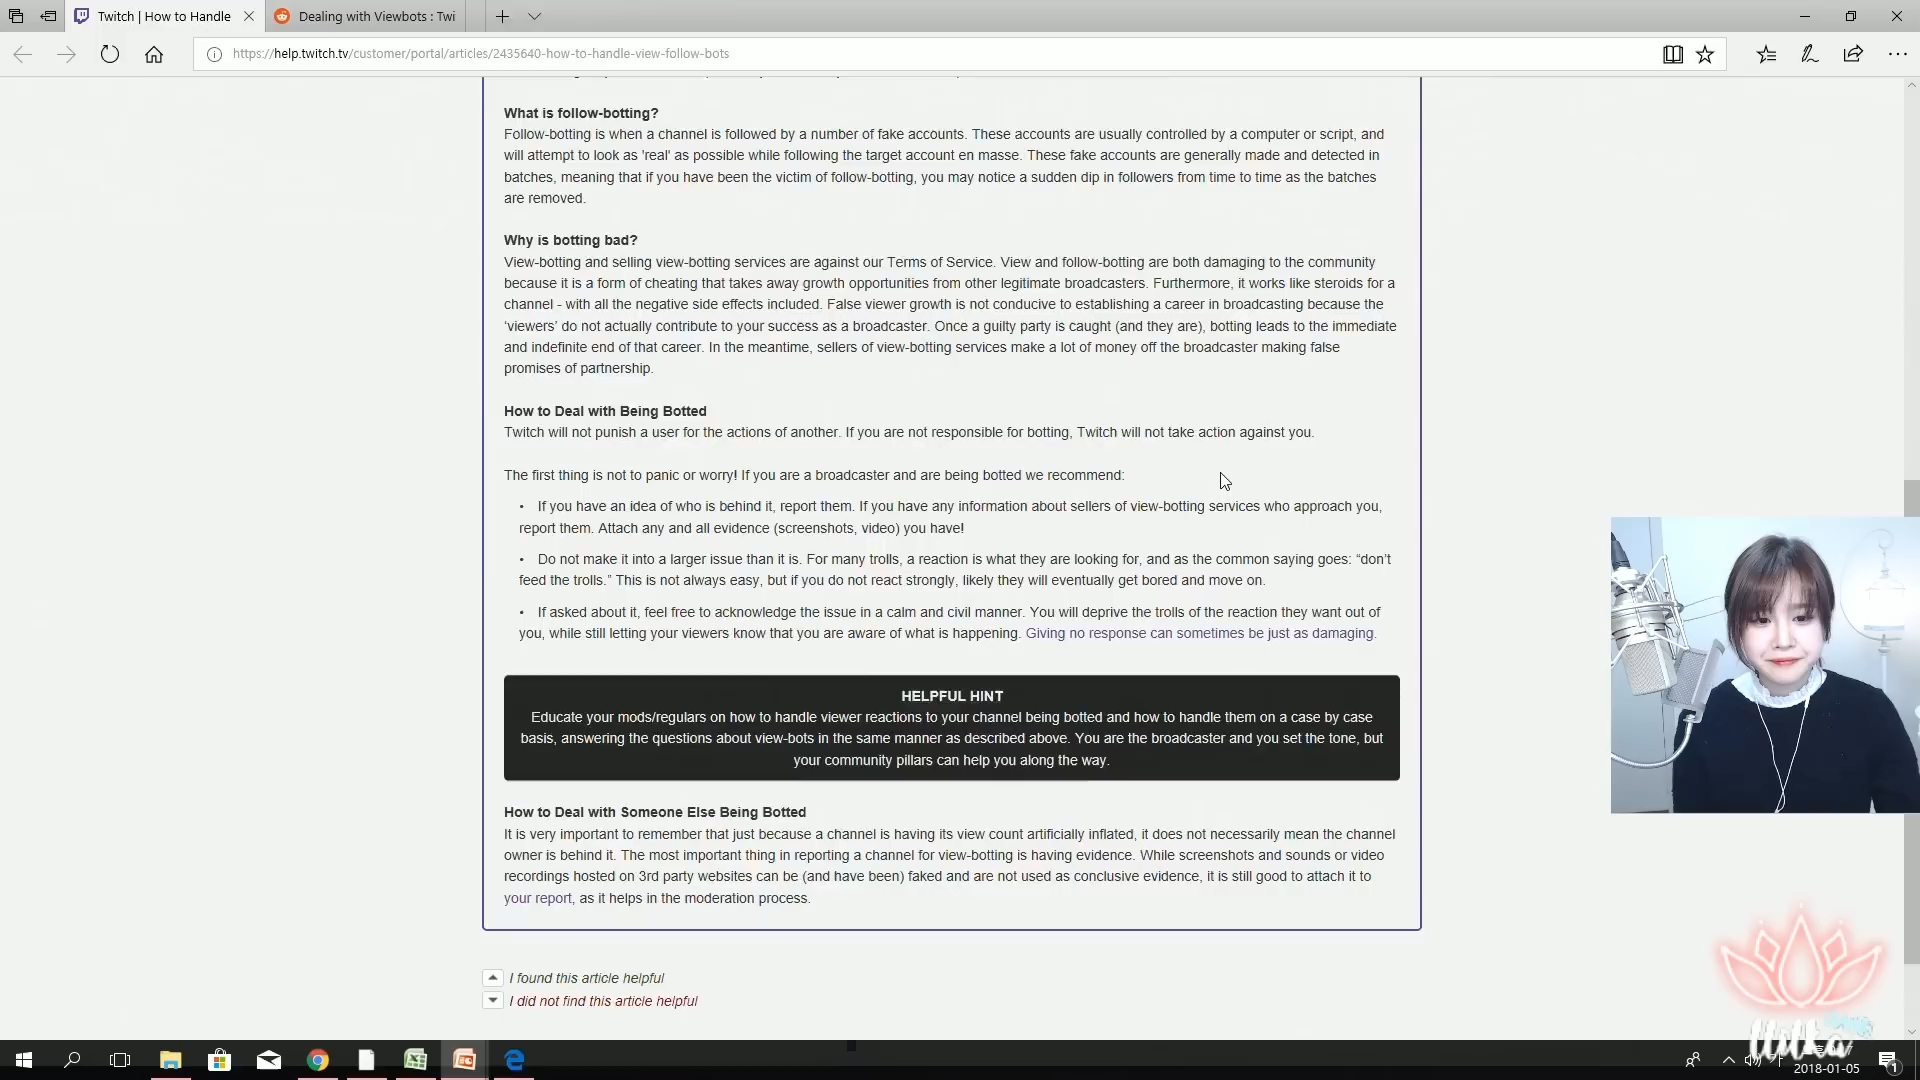 Twitch | How to Handle
Dealing with Viewbots : Twi
https://help.twitch.tv/customer/portal/articles/2435640-how-to-handle-view-follow-bots
What is follow-botting?
Follow-botting is when a channel is followed by a number of fake accounts. These accounts are usually controlled by a computer or script, and
will attempt to look as 'real' as possible while following the target account en masse. These fake accounts are generally made and detected in
batches, meaning that if you have been the victim of follow-botting, you may notice a sudden dip in followers from time to time as the batches
are removed.
Why is botting bad?
View-botting and selling view-botting services are against our Terms of Service. View and follow-botting are both damaging to the community
because it is a form of cheating that takes away growth opportunities from other legitimate broadcasters. Furthermore, it works like steroids for a
channel - with all the negative side effects included. False viewer growth is not conducive to establishing a career in broadcasting because the
‘viewers’ do not actually contribute to your success as a broadcaster. Once a guilty party is caught (and they are), botting leads to the immediate
and indefinite end of that career. In the meantime, sellers of view-botting services make a lot of money off the broadcaster making false
promises of partnership.
How to Deal with Being Botted
Twitch will not punish a user for the actions of another. If you are not responsible for botting, Twitch will not take action against you.
The first thing is not to panic or worry! If you are a broadcaster and are being botted we recommend:
• If you have an idea of who is behind it, report them. If you have any information about sellers of view-botting services who approach you,
report them. Attach any and all evidence (screenshots, video) you have!
• Do not make it into a larger issue than it is. For many trolls, a reaction is what they are looking for, and as the common saying goes: “don’t
feed the trolls.” This is not always easy, but if you do not react strongly, likely they will eventually get bored and move on.
• If asked about it, feel free to acknowledge the issue in a calm and civil manner. You will deprive the trolls of the reaction they want out of
you, while still letting your viewers know that you are aware of what is happening. Giving no response can sometimes be just as damaging.
HELPFUL HINT
Educate your mods/regulars on how to handle viewer reactions to your channel being botted and how to handle them on a case by case
basis, answering the questions about view-bots in the same manner as described above. You are the broadcaster and you set the tone, but
your community pillars can help you along the way.
How to Deal with Someone Else Being Botted
It is very important to remember that just because a channel is having its view count artificially inflated, it does not necessarily mean the channel
owner is behind it. The most important thing in reporting a channel for view-botting is having evidence. While screenshots and sounds or video
recordings hosted on 3rd party websites can be (and have been) faked and are not used as conclusive evidence, it is still good to attach it to
your report, as it helps in the moderation process.
I found this article helpful
I did not find this article helpful
2018-01-05
1